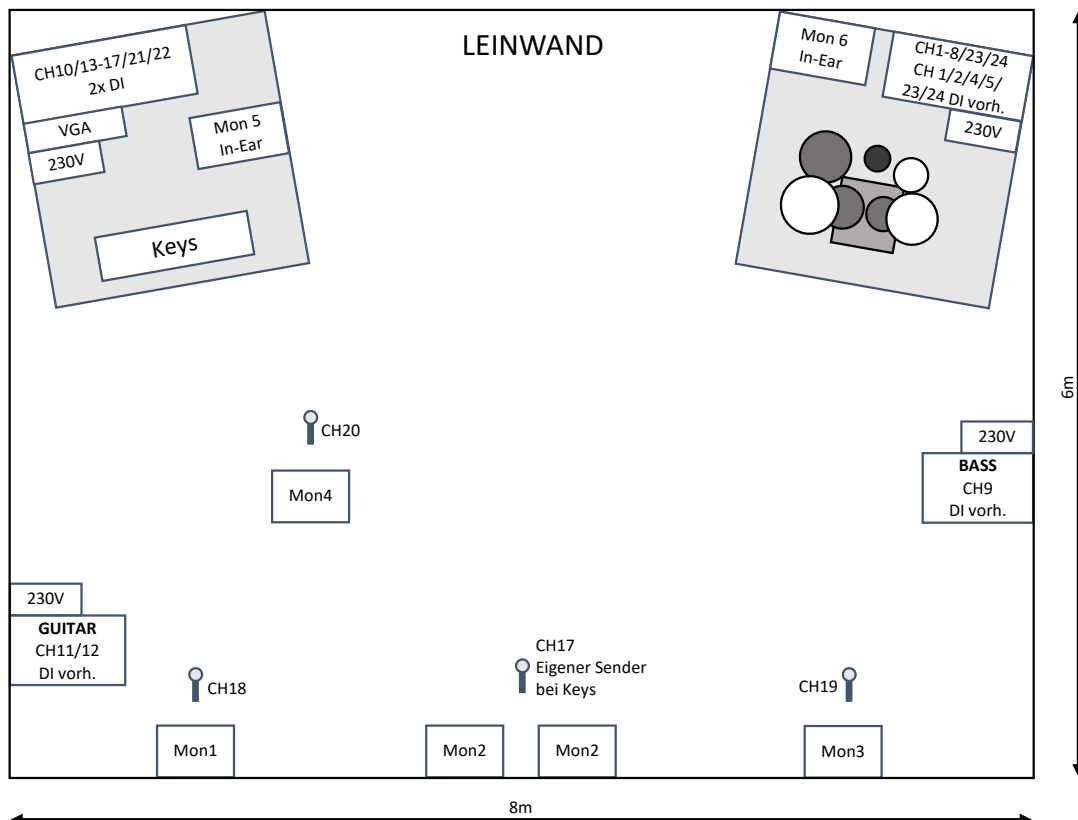 LEINWAND
CH10/13-17/21/22
2x DI
VGA
230V
Mon 5
In-Ear
Keys
Mon 6
In-Ear
CH1-8/23/24
CH 1/2/4/5/
23/24 DI vorh.
230V
6m
CH20
Mon4
230V
BASS
CH9
DI vorh.
230V
GUITAR
CH11/12
DI vorh.
CH18
CH17
Eigener Sender
bei Keys
CH19
Mon1
Mon2
Mon2
Mon3
8m